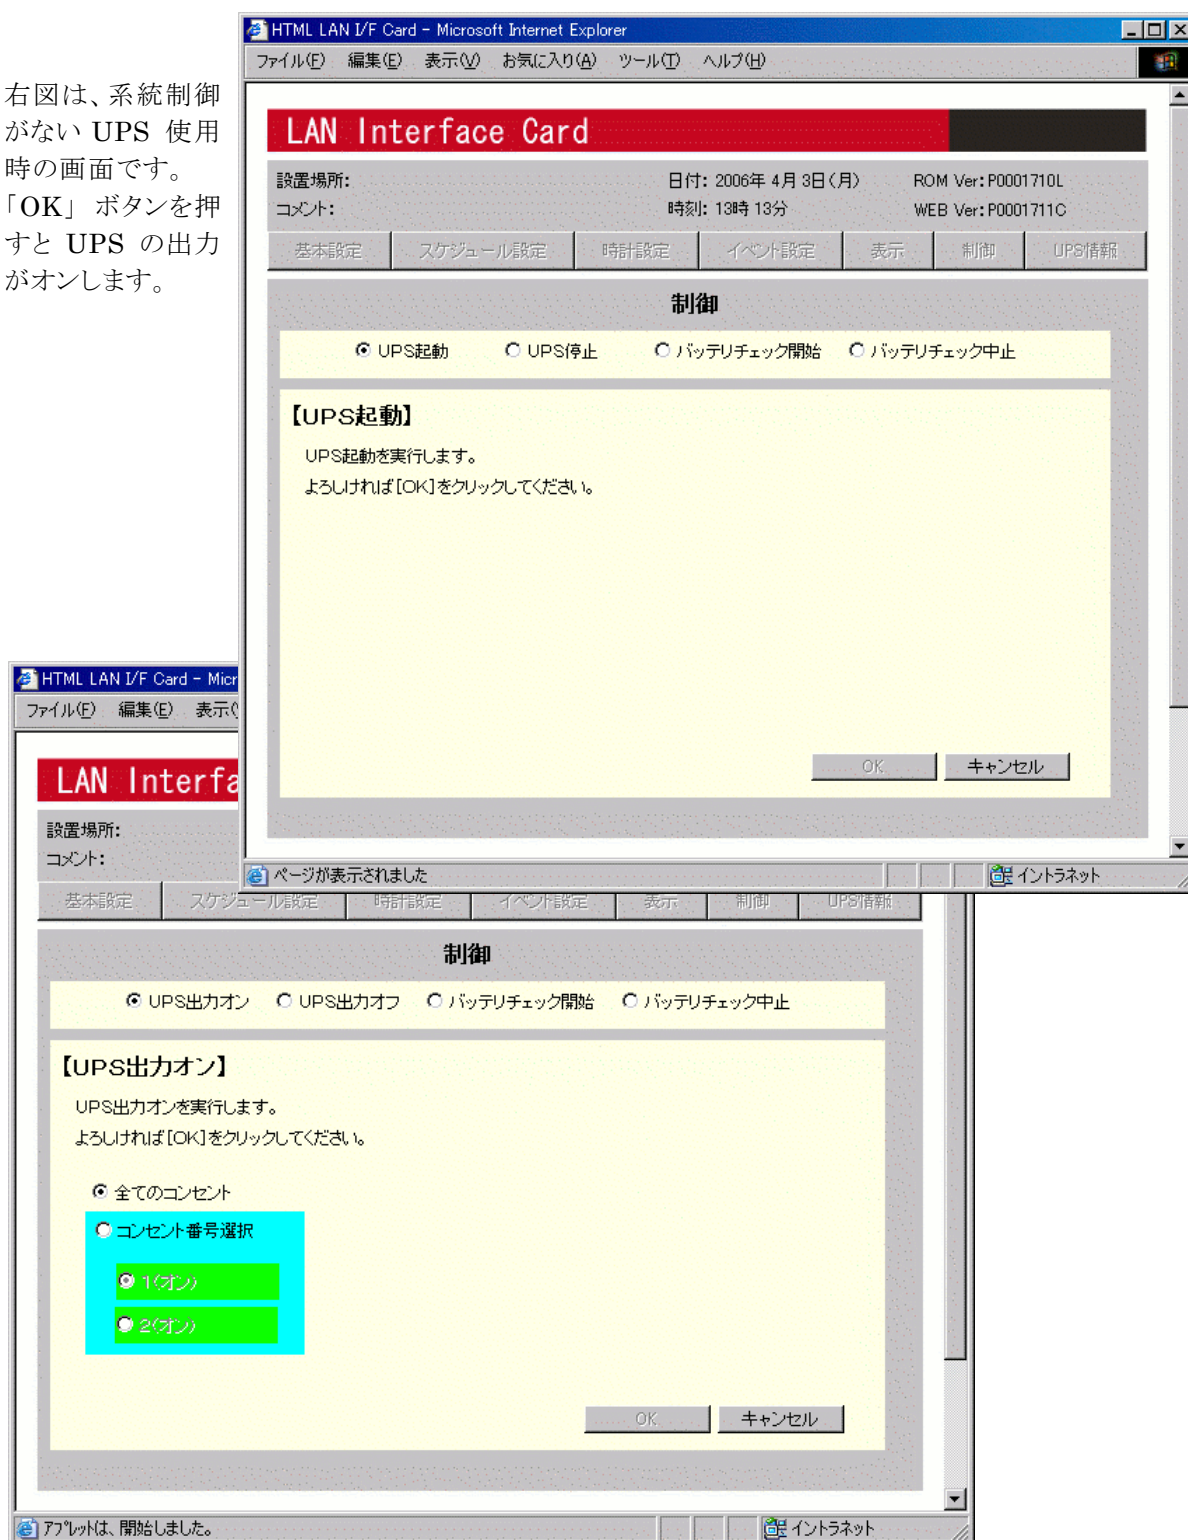 右図は、系統制御
がない UPS 使用
時の画面です。
「OK」 ボタンを押
すと UPS の出力
がオンします。
HTML LAN I/F Card - Microsoft Internet Explorer
ファイル(F) 編集(E) 表示(V) お気に入り(A) ツール(T) ヘルプ(H)
LAN Interface Card
設置場所: 日付: 2006年 4月 3日(月) ROM Ver: P0001710L
コメント: 時刻: 13時 13分 WEB Ver: P0001711C
基本設定 スケジュール設定 時計設定 イベント設定 表示 制御 UPS情報
制御
UPS起動 UPS停止 バッテリチェック開始 バッテリチェック中止
【UPS起動】
UPS起動を実行します。
よろしければ[OK]をクリックしてください。
OK キャンセル
ページが表示されました イントラネット
HTML LAN I/F Card - Micr
ファイル(F) 編集(E) 表示(
LAN Interfa
設置場所:
コメント:
基本設定 スケジュール設定 時計設定 イベント設定 表示 制御 UPS情報
制御
UPS出力オン UPS出力オフ バッテリチェック開始 バッテリチェック中止
【UPS出力オン】
UPS出力オンを実行します。
よろしければ[OK]をクリックしてください。
全てのコンセント
コンセント番号選択
1(オン)
2(オン)
OK キャンセル
アプレットは、開始しました。 イントラネット